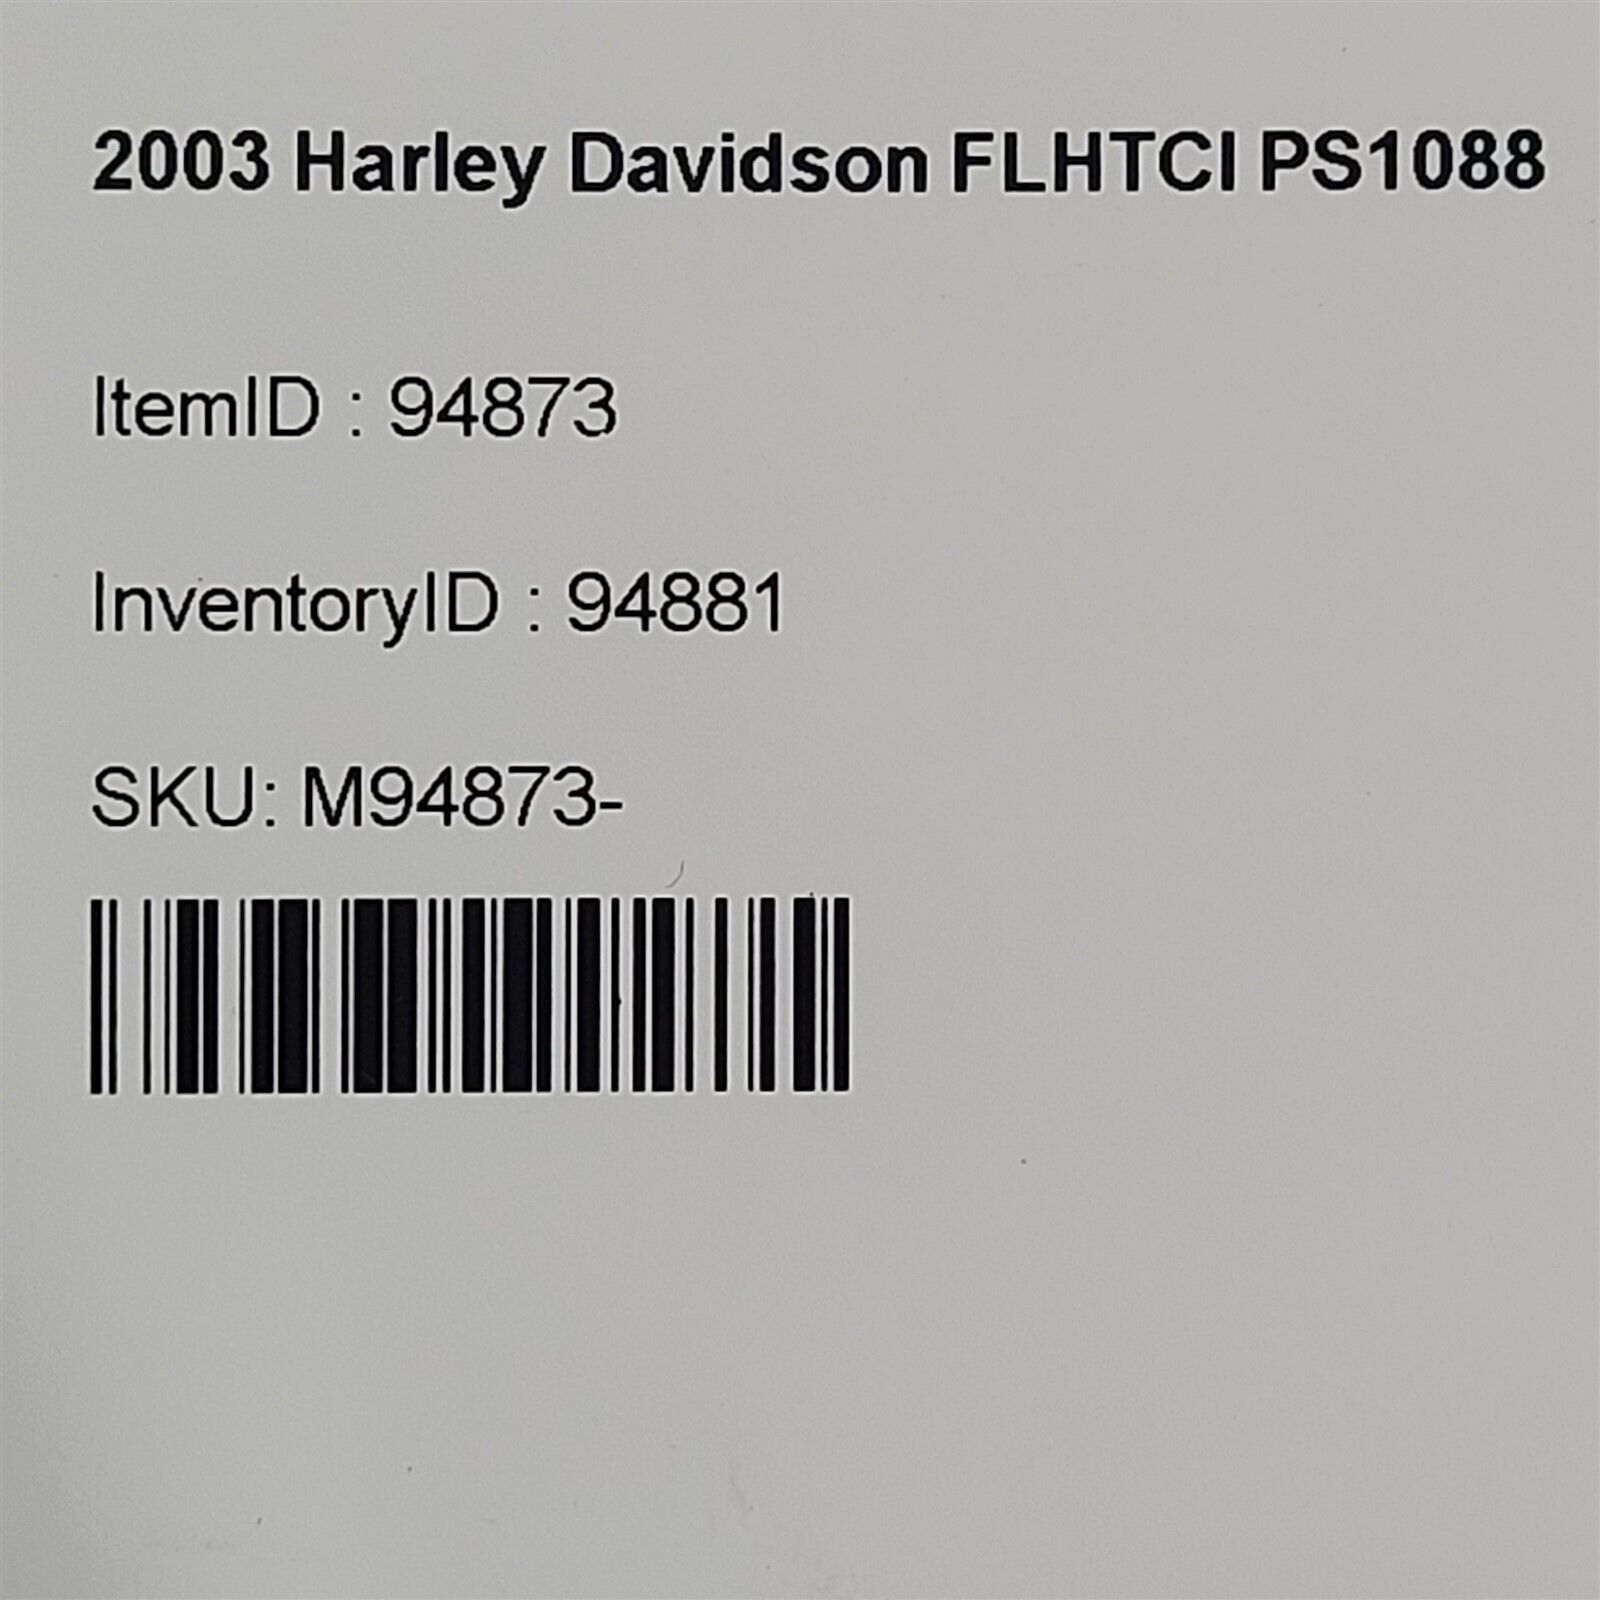 2003 Harley Davidson FLHTCI PS1088
ItemID : 94873
InventoryID : 94881
SKU: M94873-